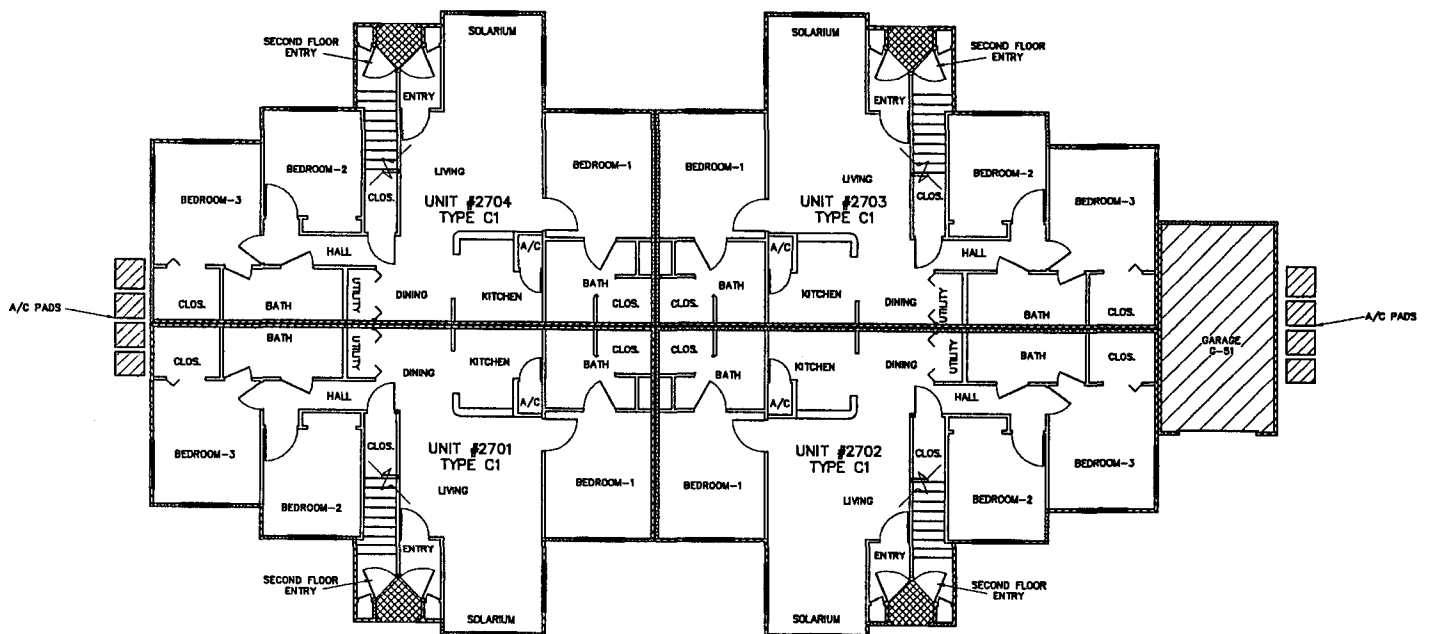 SOLARIUM
SOLARIUM
SECOND FLOOR
ENTRY
SECOND FLOOR
ENTRY
ENTRY
ENTRY
BEDROOM-2
BEDROOM-1
BEDROOM-1
BEDROOM-2
LIVING
LIVING
BEDROOM-3
CLOS.
UNIT #2704
TYPE C1
UNIT #2703
TYPE C1
CLOS.
BEDROOM-3
HALL
A/C
A/C
HALL
BATH
BATH
CLOS.
BATH
UTILITY
DINING
KITCHEN
CLOS.
CLOS.
KITCHEN
DINING
UTILITY
BATH
CLOS.
A/C PADS
A/C PADS
CLOS.
BATH
UTILITY
DINING
KITCHEN
BATH
CLOS.
CLOS.
BATH
KITCHEN
DINING
UTILITY
BATH
CLOS.
GARAGE
G-51
HALL
A/C
A/C
HALL
BEDROOM-3
CLOS.
UNIT #2701
TYPE C1
UNIT #2702
TYPE C1
CLOS.
BEDROOM-3
LIVING
BEDROOM-1
BEDROOM-1
LIVING
BEDROOM-2
BEDROOM-2
ENTRY
ENTRY
SECOND FLOOR
ENTRY
SECOND FLOOR
ENTRY
SOLARIUM
SOLARIUM